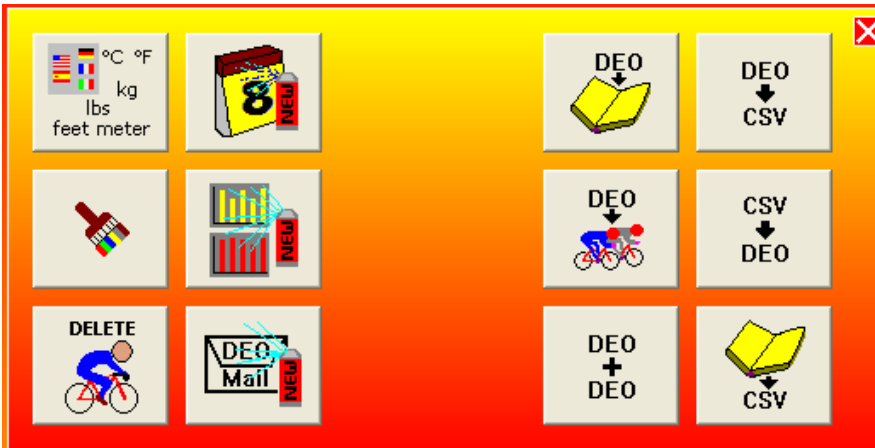 °C °F
kg
lbs
feet meter
8
NEW
DEO
DEO
CSV
NEW
DEO
CSV
DEO
DELETE
DEO
Mail
NEW
DEO
+
DEO
CSV